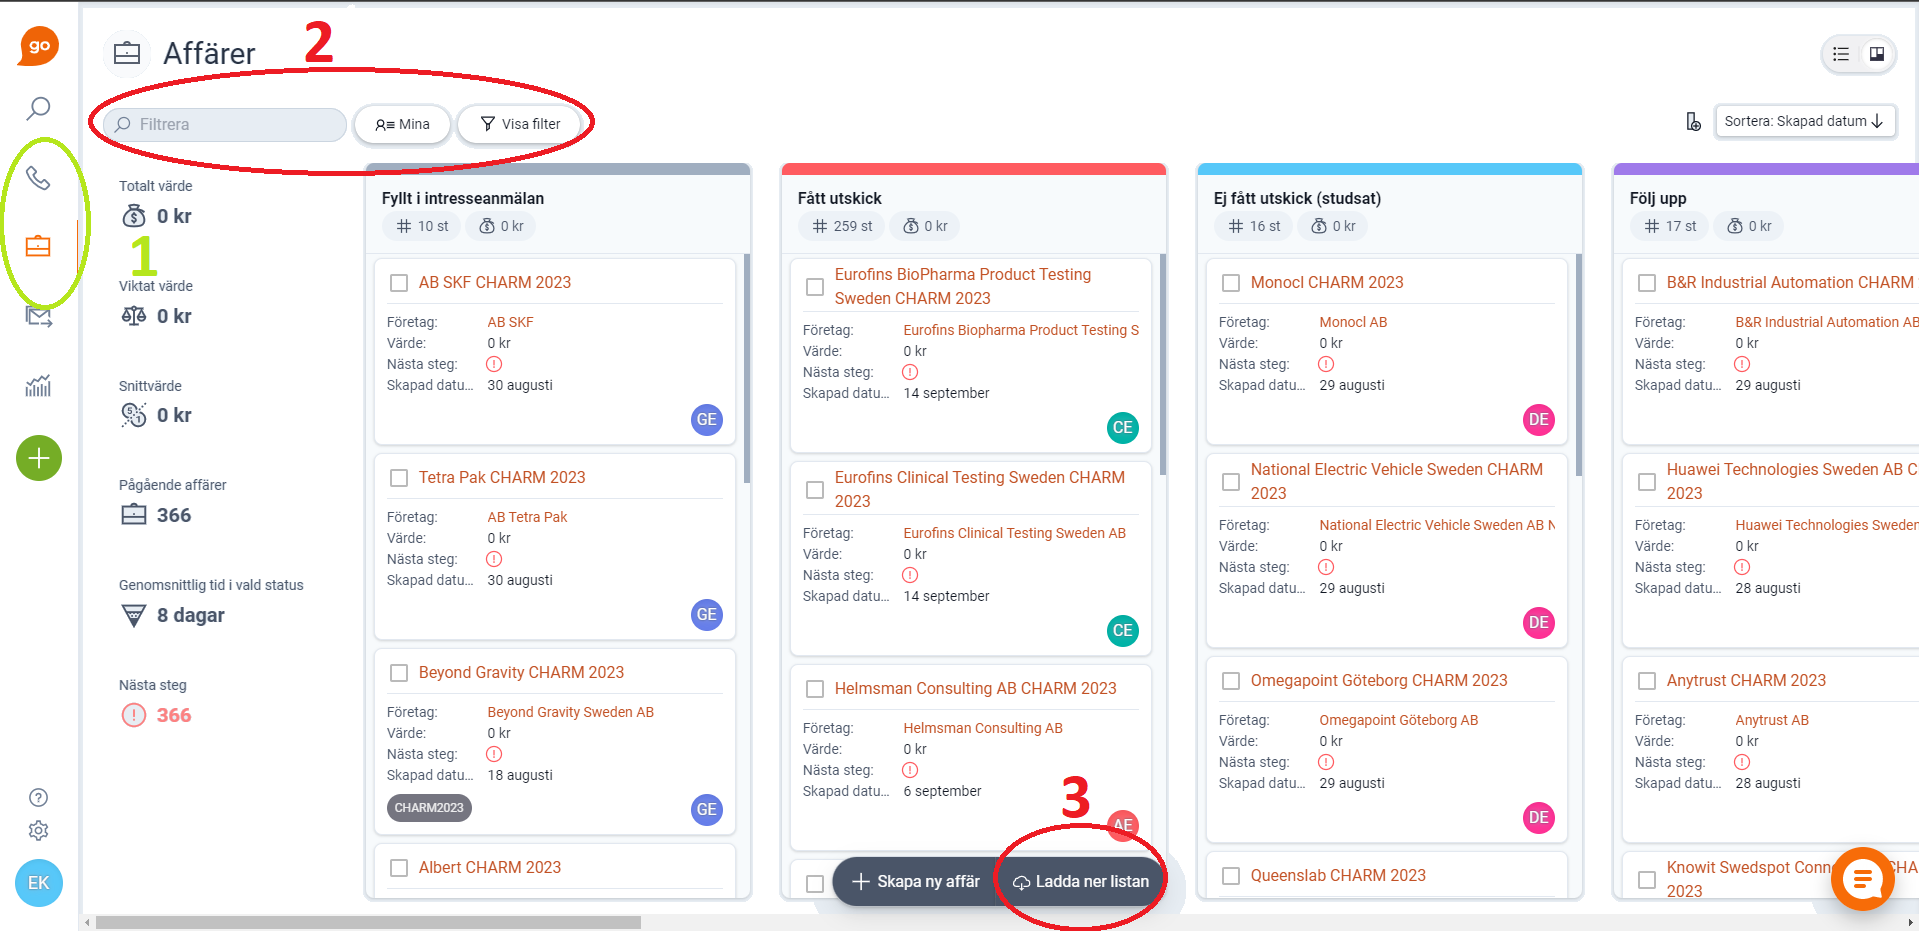 go
Affärer
2
Filtrera
Mina
Visa filter
Sortera: Skapad datum
1
Totalt värde
0 kr
Viktat värde
0 kr
Snittvärde
0 kr
Pågående affärer
366
Genomsnittlig tid i vald status
8 dagar
Nästa steg
366
EK
Fyllt i intresseanmälan
10 st
0 kr
AB SKF CHARM 2023
Företag: AB SKF
Värde: 0 kr
Nästa steg:
Skapad datu... 30 augusti
GE
Tetra Pak CHARM 2023
Företag: AB Tetra Pak
Värde: 0 kr
Nästa steg:
Skapad datu... 30 augusti
GE
Beyond Gravity CHARM 2023
Företag: Beyond Gravity Sweden AB
Värde: 0 kr
Nästa steg:
Skapad datu... 18 augusti
CHARM2023
GE
Albert CHARM 2023
Fått utskick
259 st
0 kr
Eurofins BioPharma Product Testing
Sweden CHARM 2023
Företag: Eurofins Biopharma Product Testing S
Värde: 0 kr
Nästa steg:
Skapad datu... 14 september
CE
Eurofins Clinical Testing Sweden CHARM
2023
Företag: Eurofins Clinical Testing Sweden AB
Värde: 0 kr
Nästa steg:
Skapad datu... 14 september
CE
Helmsman Consulting AB CHARM 2023
Företag: Helmsman Consulting AB
Värde: 0 kr
Nästa steg:
Skapad datu... 6 september
AE
3
Skapa ny affär
Ladda ner listan
Ej fått utskick (studsat)
16 st
0 kr
Monocl CHARM 2023
Företag: Monocl AB
Värde: 0 kr
Nästa steg:
Skapad datu... 29 augusti
DE
National Electric Vehicle Sweden CHARM
2023
Företag: National Electric Vehicle Sweden AB N
Värde: 0 kr
Nästa steg:
Skapad datu... 29 augusti
DE
Omegapoint Göteborg CHARM 2023
Företag: Omegapoint Göteborg AB
Värde: 0 kr
Nästa steg:
Skapad datu... 29 augusti
DE
Queenslab CHARM 2023
Följ upp
17 st
0 kr
B&R Industrial Automation CHARM
Företag: B&R Industrial Automation AB
Värde: 0 kr
Nästa steg:
Skapad datu... 29 augusti
Huawei Technologies Sweden AB C
2023
Företag: Huawei Technologies Sweden
Värde: 0 kr
Nästa steg:
Skapad datu... 28 augusti
Anytrust CHARM 2023
Företag: Anytrust AB
Värde: 0 kr
Nästa steg:
Skapad datu... 28 augusti
Knowit Swedspot
2023